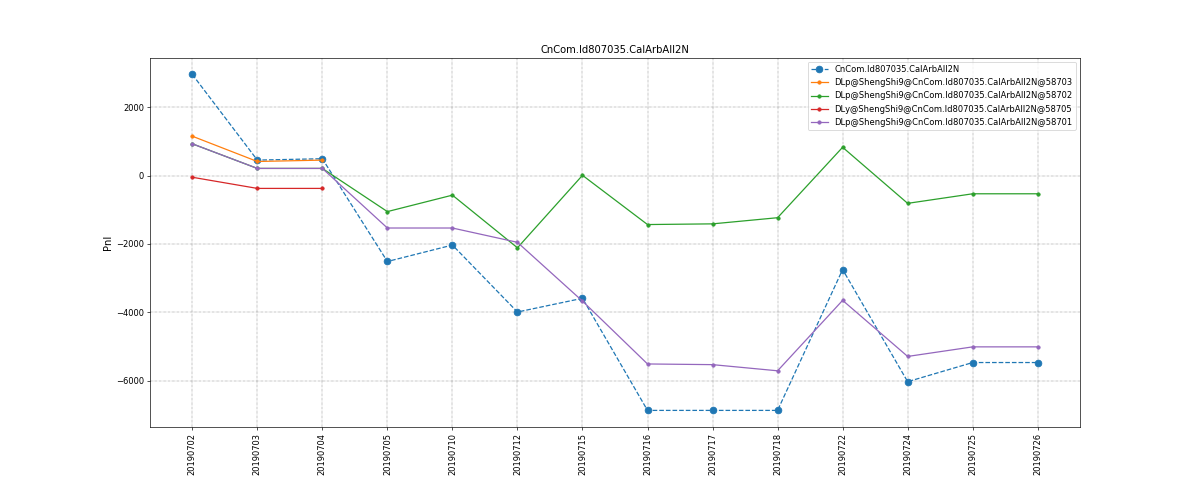 CnCom.Id807035.CalArbAll2N
CnCom.Id807035.CalArbAll2N
DLp@ShengShi9@CnCom.Id807035.CalArbAll2N@58703
DLp@ShengShi9@CnCom.Id807035.CalArbAll2N@58702
DLy@ShengShi9@CnCom.Id807035.CalArbAll2N@58705
DLp@ShengShi9@CnCom.Id807035.CalArbAll2N@58701
PnI
2000
0
−2000
−4000
−6000
20190702
20190703
20190704
20190705
20190710
20190712
20190715
20190716
20190717
20190718
20190722
20190724
20190725
20190726